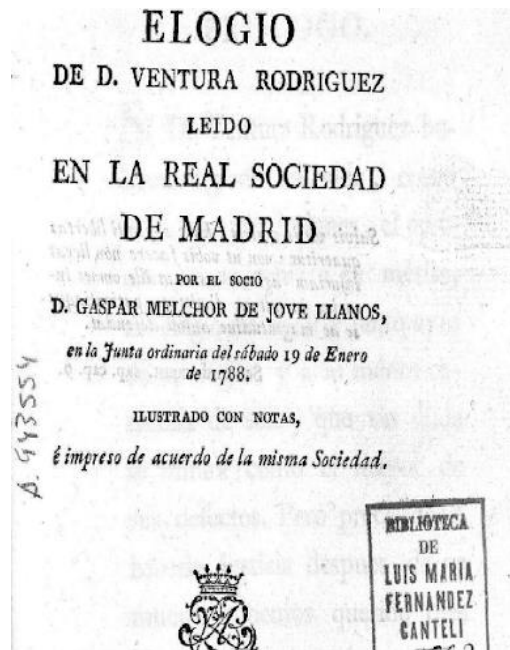 ELOGIO
DE D. VENTURA RODRIGUEZ
LEIDO
EN LA REAL SOCIEDAD
DE MADRID
POR EL SOCIO
D. GASPAR MELCHOR DE JOVE LLANOS,
en la Junta ordinaria del sábado 19 de Enero
de 1788.
ILUSTRADO CON NOTAS,
é impreso de acuerdo de la misma Sociedad.
A. 943554
BIBLIOTECA
DE
LUIS MARIA
FERNANDEZ
CANTELI